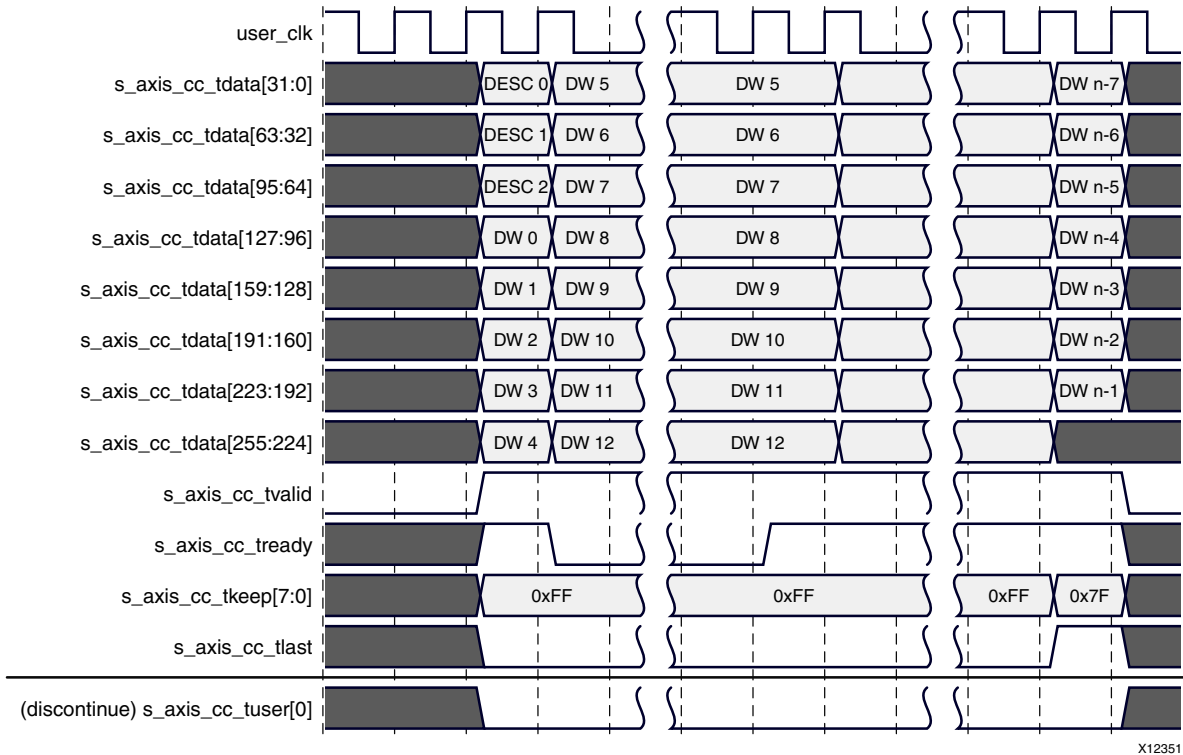 user_clk
s_axis_cc_tdata[31:0] DESC 0 DW 5 DW 5 DW n-7
s_axis_cc_tdata[63:32] DESC 1 DW 6 DW 6 DW n-6
s_axis_cc_tdata[95:64] DESC 2 DW 7 DW 7 DW n-5
s_axis_cc_tdata[127:96] DW 0 DW 8 DW 8 DW n-4
s_axis_cc_tdata[159:128] DW 1 DW 9 DW 9 DW n-3
s_axis_cc_tdata[191:160] DW 2 DW 10 DW 10 DW n-2
s_axis_cc_tdata[223:192] DW 3 DW 11 DW 11 DW n-1
s_axis_cc_tdata[255:224] DW 4 DW 12 DW 12
s_axis_cc_tvalid
s_axis_cc_tready
s_axis_cc_tkeep[7:0] 0xFF 0xFF 0xFF 0x7F
s_axis_cc_tlast
(discontinue) s_axis_cc_tuser[0]
X12351